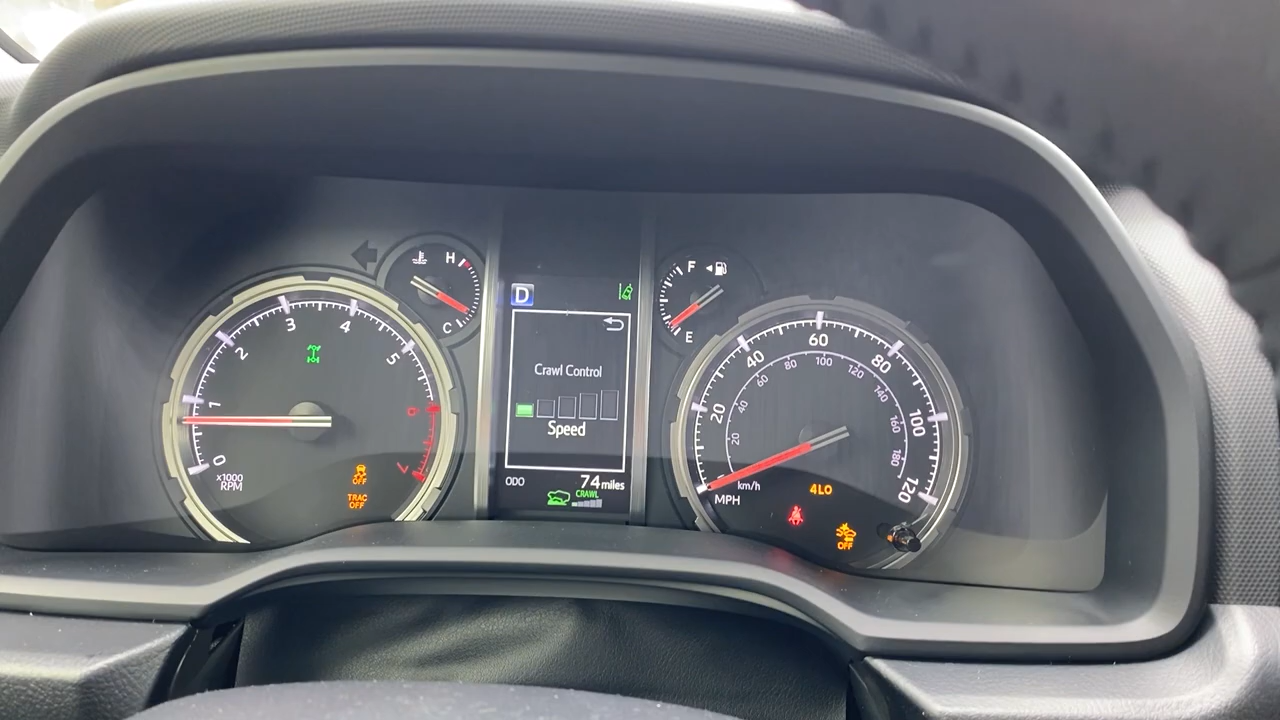 0
1
2
3
4
5
x1000
RPM
OFF
TRAC
OFF
H
C
D
Crawl Control
Speed
ODO 74 miles
CRAWL
F
E
20
40
60
80
100
120
20
40
60
80
100
120
140
160
180
km/h
MPH
4LO
OFF